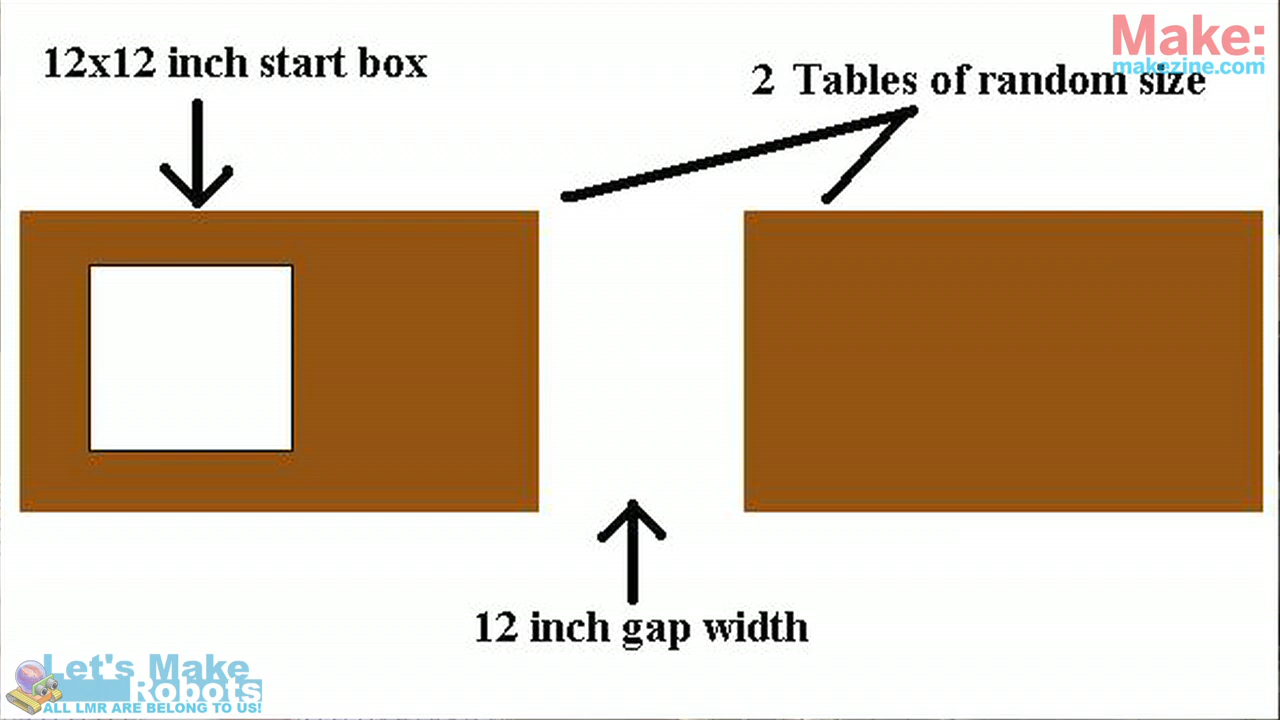 Make:
makezine.com
12x12 inch start box
2 Tables of random size
12 inch gap width
Let's Make
Robots
ALL LMR ARE BELONG TO US!